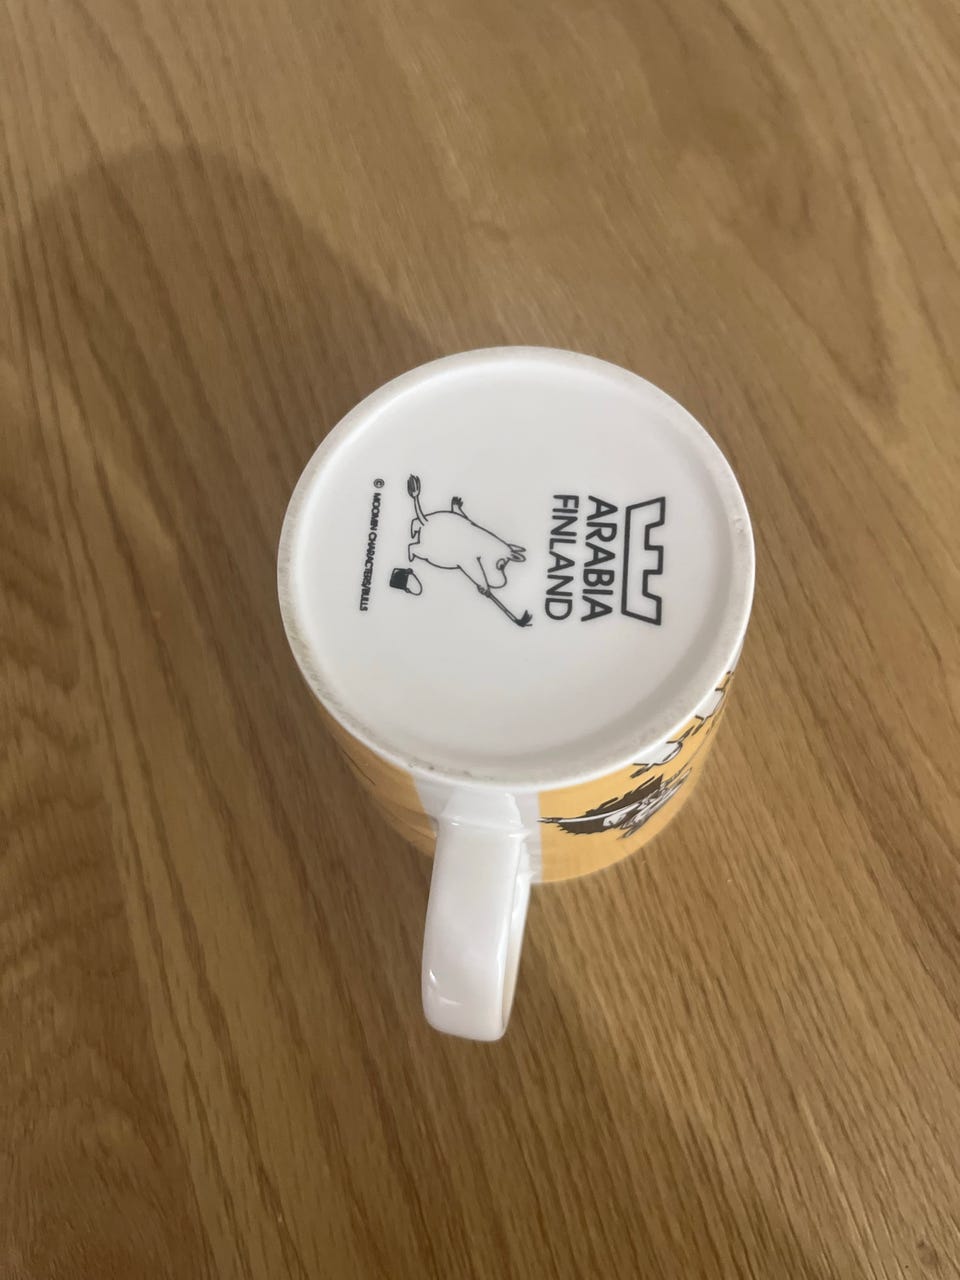 ARABIA
FINLAND
© MOOMIN CHARACTERS/BULLS